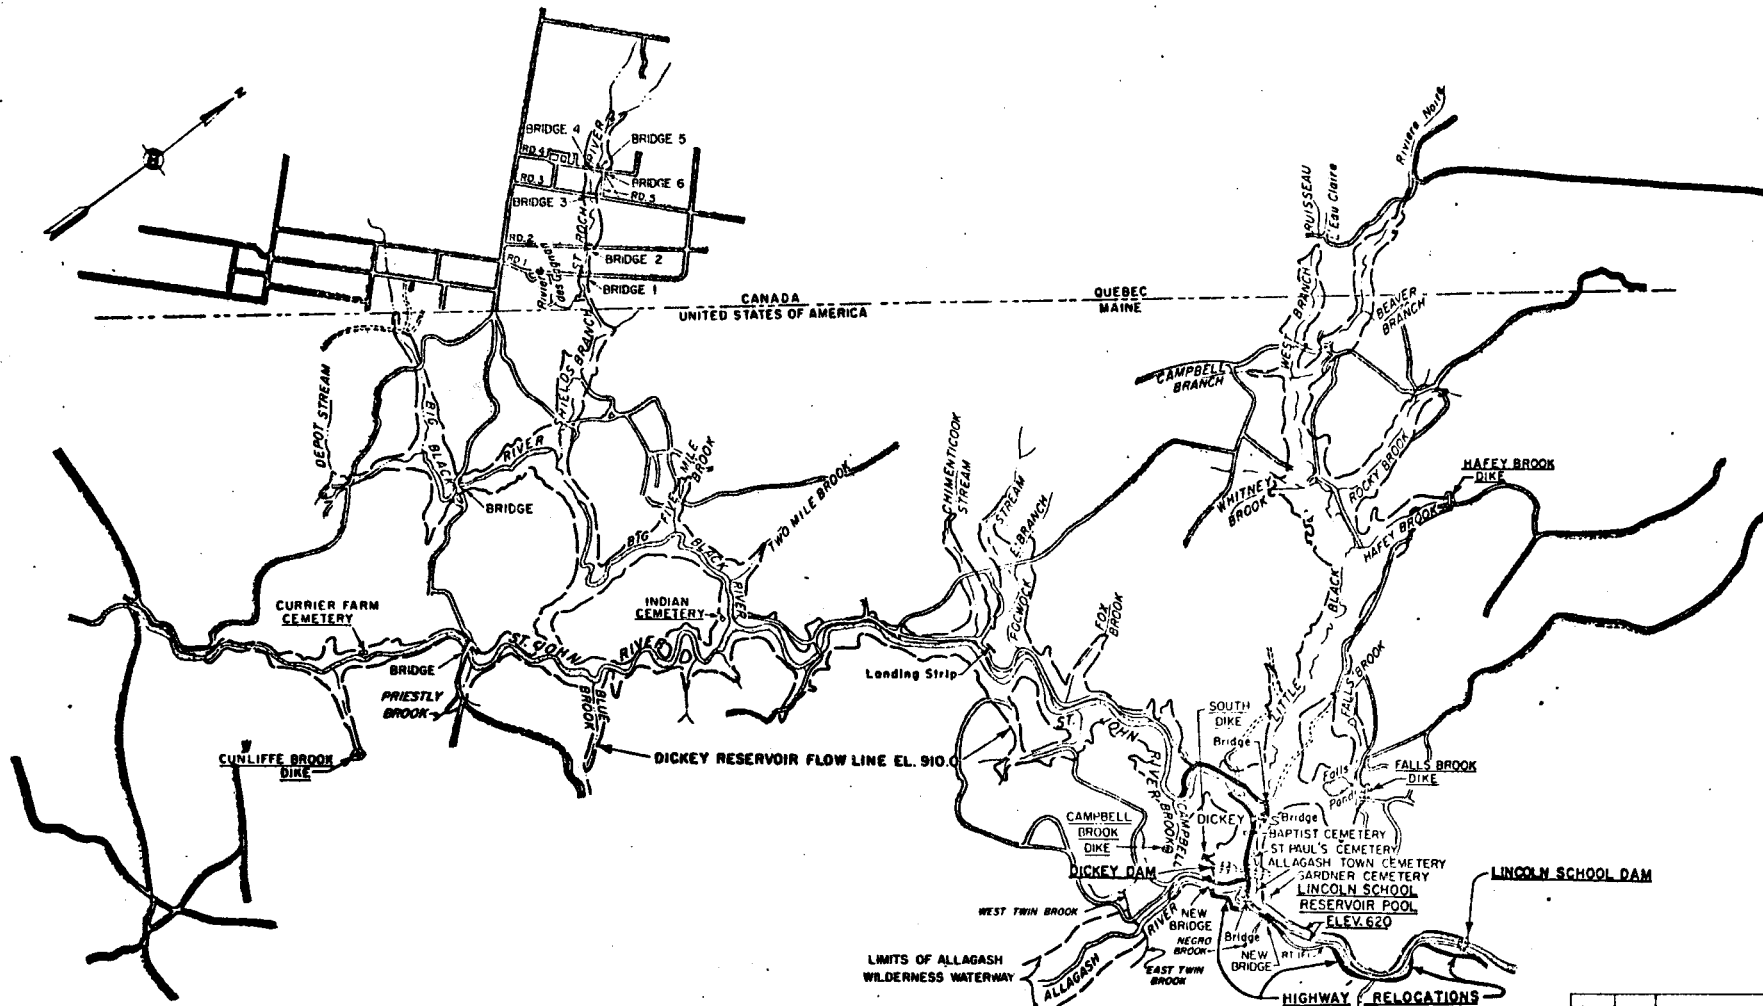 N
BRIDGE 4
BRIDGE 5
RD. 4
RD. 3
BRIDGE 6
RD. 5
BRIDGE 3
RIVER
ST. ROCH
RD. 2
BRIDGE 2
RD 1
Riviere
des Gagnon
BRIDGE 1
CANADA
UNITED STATES OF AMERICA
QUEBEC
MAINE
Riviere Noire
RUISSEAU
L'Eau Claire
WEST BRANCH
BEAVER
BRANCH
CAMPBELL
BRANCH
SHIELDS BRANCH
DEPOT STREAM
BIG
BLACK
RIVER
BRIDGE
FIVE MILE
BROOK
TWO MILE BROOK
BIG
BLACK
RIVER
CHIMENTICOOK
STREAM
STREAM
E. BRANCH
POCWOCK
FOX
BROOK
WHITNEY
BROOK
ROCKY BROOK
HAFEY BROOK
DIKE
HAFEY BROOK
BLACK
LITTLE
FALLS BROOK
CURRIER FARM
CEMETERY
INDIAN
CEMETERY
ST. JOHN
RIVER
BRIDGE
PRIESTLY
BROOK
BLUE
BROOK
CUNLIFFE BROOK
DIKE
Landing Strip
DICKEY RESERVOIR FLOW LINE EL. 910.0
ST.
JOHN
RIVER
SOUTH
DIKE
Bridge
Falls
Pond
FALLS BROOK
DIKE
CAMPBELL
BROOK
DIKE
CAMPBELL
BROOK
DICKEY
Bridge
BAPTIST CEMETERY
ST PAUL'S CEMETERY
ALLAGASH TOWN CEMETERY
GARDNER CEMETERY
LINCOLN SCHOOL
RESERVOIR POOL
ELEV. 620
DICKEY DAM
LINCOLN SCHOOL DAM
WEST TWIN BROOK
NEW
BRIDGE
NEGRO
BROOK
Bridge
NEW
BRIDGE
EAST TWIN
BROOK
LIMITS OF ALLAGASH
WILDERNESS WATERWAY
ALLAGASH
RIVER
HIGHWAY RELOCATIONS